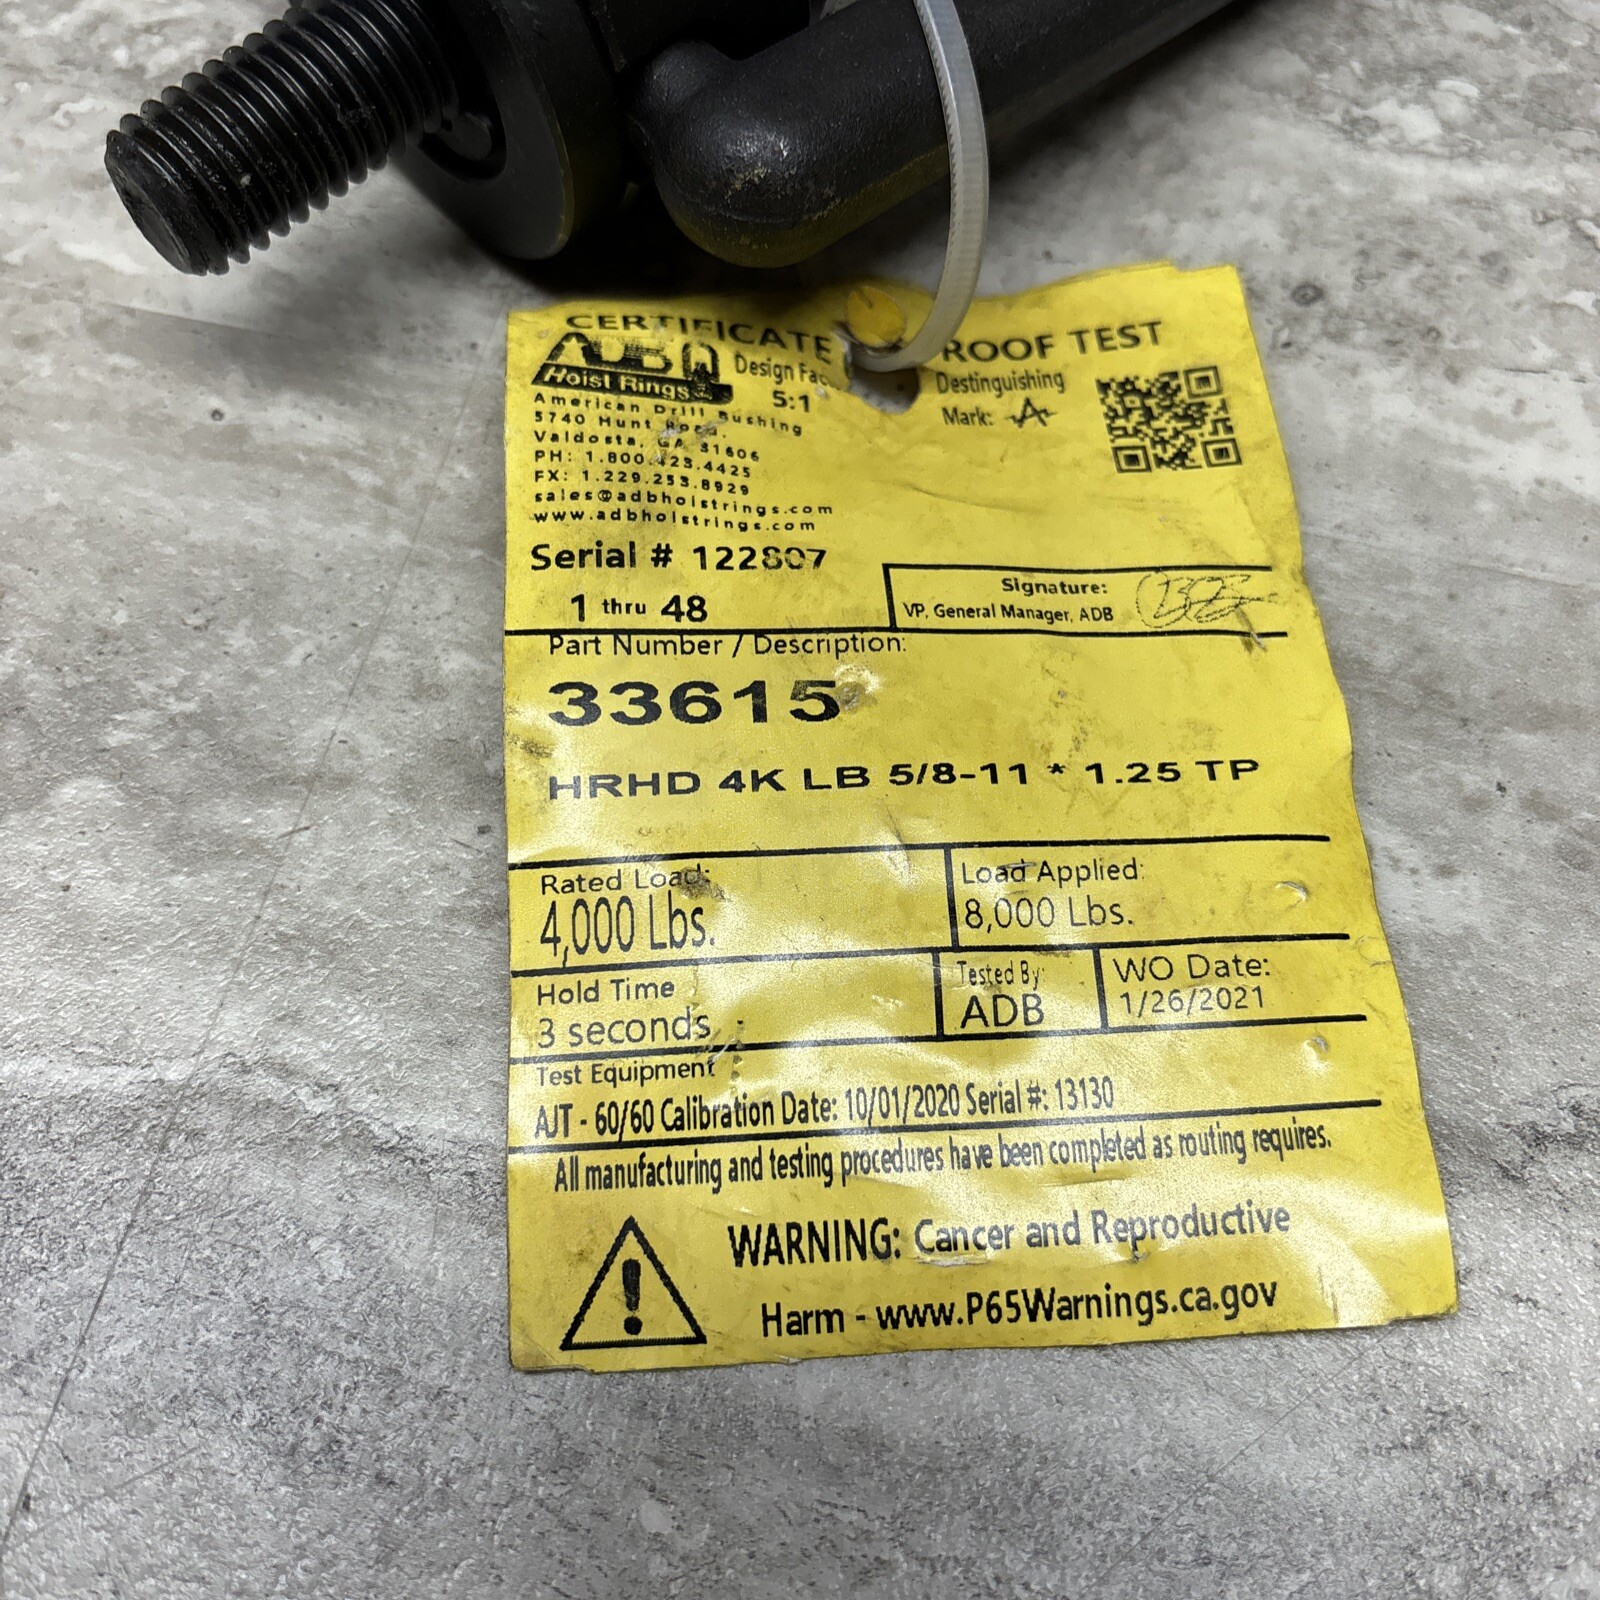 CERTIFICATE ROOF TEST
ADB
Hoist Rings
Design Fac
5:1
Destinguishing
Mark: A
American Drill Bushing
5740 Hunt Road.
Valdosta, GA 31606
PH: 1.800.423.4425
FX: 1.229.253.8929
sales@adbhoistrings.com
www.adbhoistrings.com
Serial # 122807
1 thru 48
Signature:
VP, General Manager, ADB
Part Number / Description:
33615
HRHD 4K LB 5/8-11 * 1.25 TP
Rated Load:
4,000 Lbs.
Load Applied:
8,000 Lbs.
Hold Time
3 seconds
Tested By:
ADB
WO Date:
1/26/2021
Test Equipment
AJT - 60/60 Calibration Date: 10/01/2020 Serial #: 13130
All manufacturing and testing procedures have been completed as routing requires.
WARNING: Cancer and Reproductive
Harm - www.P65Warnings.ca.gov